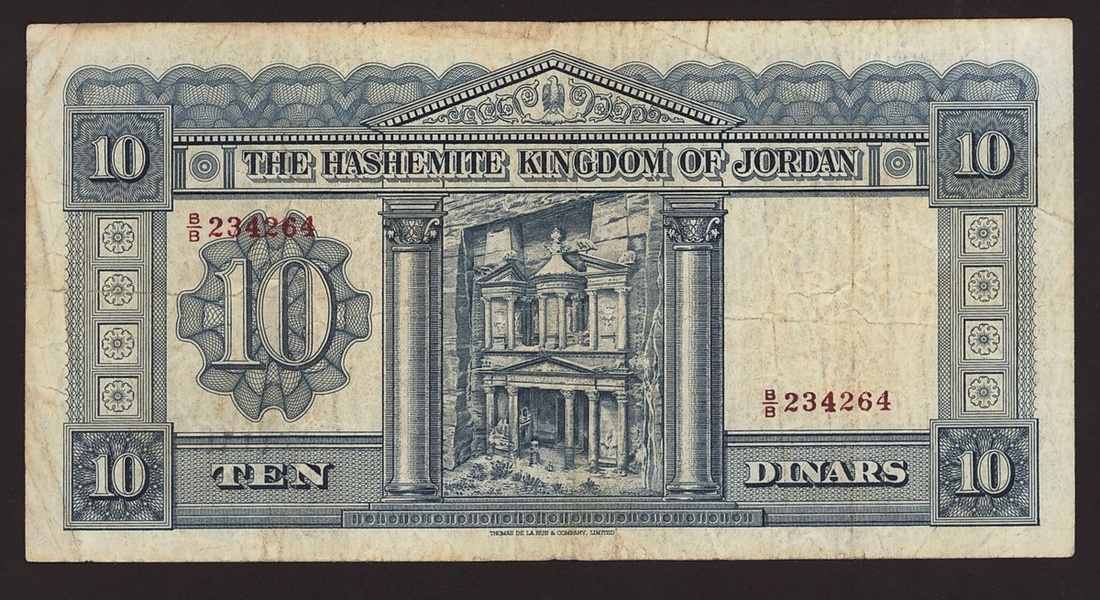 10
10
THE HASHEMITE KINGDOM OF JORDAN
B/B 234264
10
B/B 234264
10
TEN
DINARS
10
THOMAS DE LA RUE & COMPANY, LIMITED